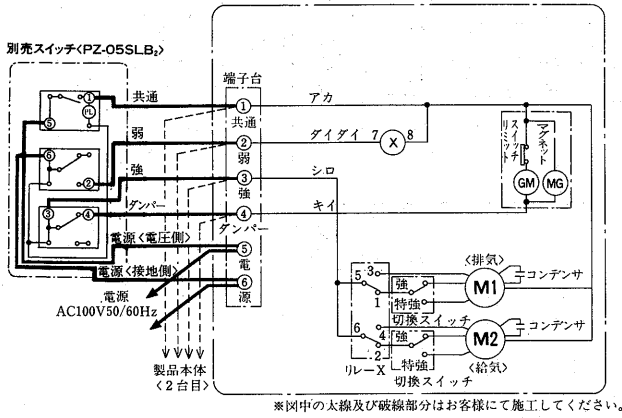 別売スイッチ〈PZ-05SLB₂〉
端子台
① 共通 ① アカ
PL 共通
⑤ 弱 ② ダイダイ 7 X 8
⑥ 弱
② 強 ③ シロ
強
③ ④ ダンパー ④ キイ
ダンパー
リミットスイッチ
マグネット
GM MG
電源〈電圧側〉 ⑤
電
電源〈接地側〉 ⑥
源
電源
AC100V50/60Hz
〈排気〉
5 3 強 M1 コンデンサ
1 特強
切換スイッチ
6 4 強 M2 コンデンサ
2 特強 〈給気〉
リレーX 切換スイッチ
製品本体
〈2台目〉
※図中の太線及び破線部分はお客様にて施工してください。